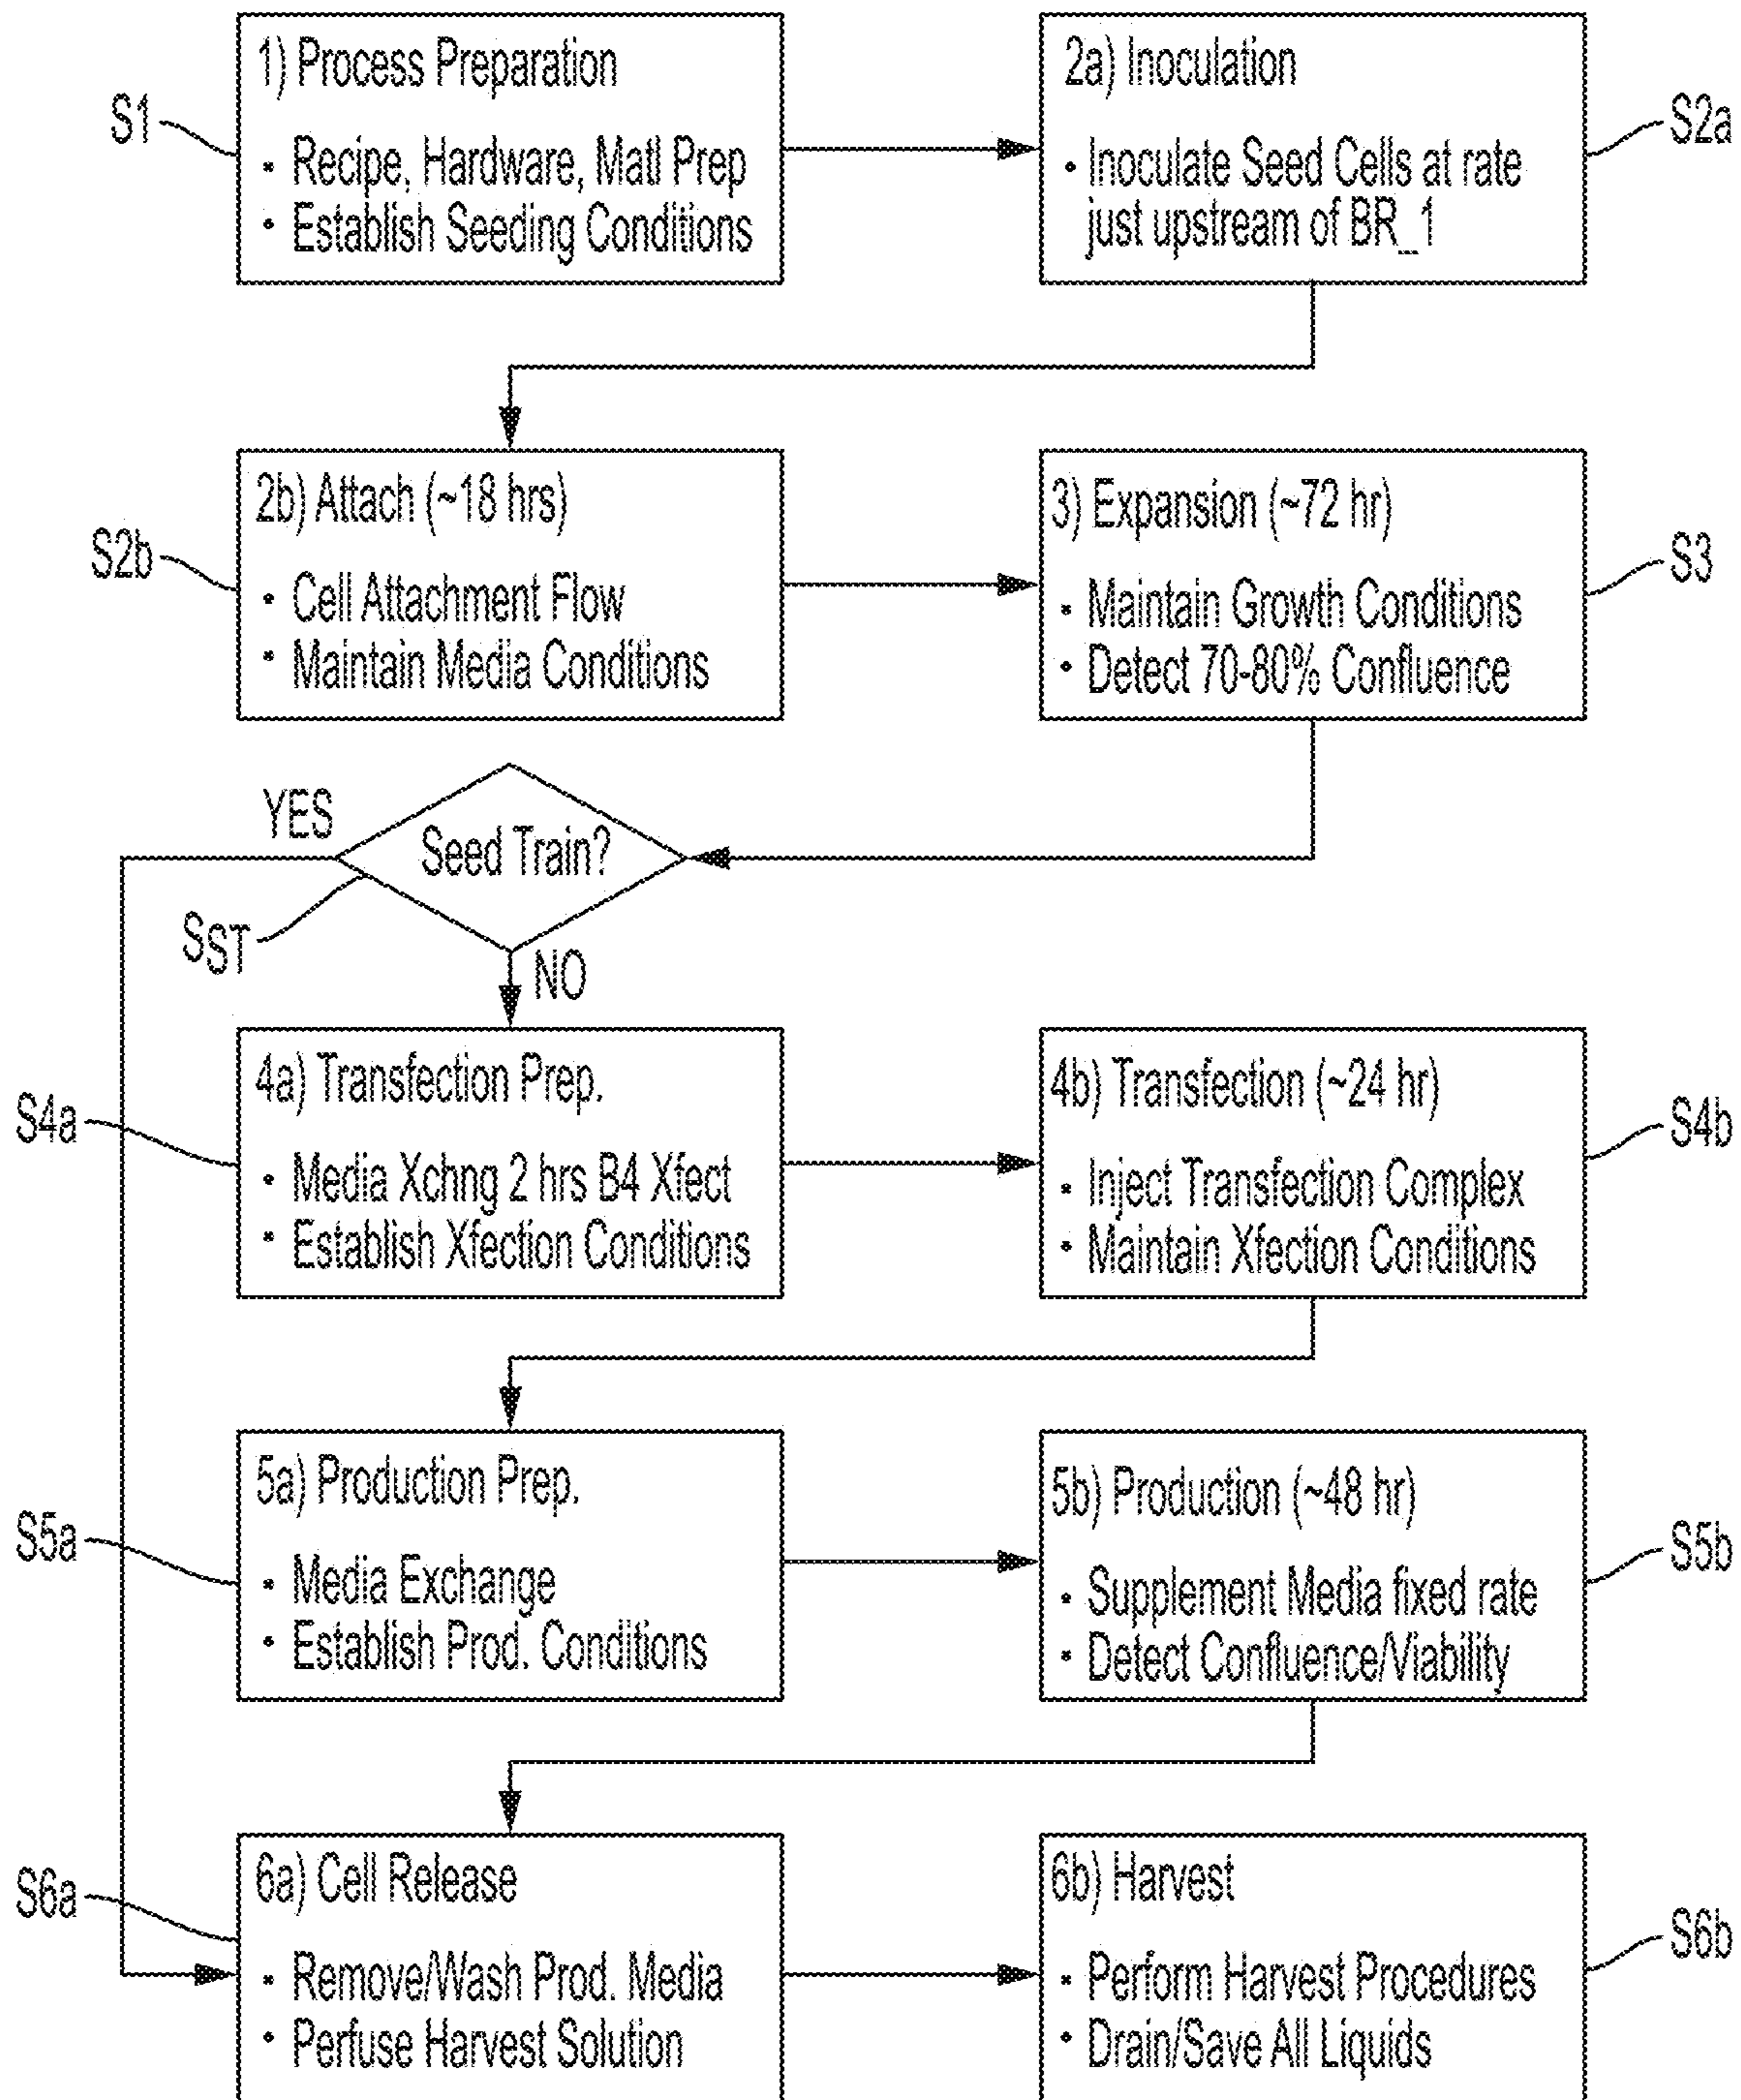 1) Process Preparation
• Recipe, Hardware, Matl Prep
• Establish Seeding Conditions
S1
2a) Inoculation
• Inoculate Seed Cells at rate
just upstream of BR_1
S2a
2b) Attach (~18 hrs)
• Cell Attachment Flow
• Maintain Media Conditions
S2b
3) Expansion (~72 hr)
• Maintain Growth Conditions
• Detect 70-80% Confluence
S3
YES
Seed Train?
SST
NO
4a) Transfection Prep.
• Media Xchng 2 hrs B4 Xfect
• Establish Xfection Conditions
S4a
4b) Transfection (~24 hr)
• Inject Transfection Complex
• Maintain Xfection Conditions
S4b
5a) Production Prep.
• Media Exchange
• Establish Prod. Conditions
S5a
5b) Production (~48 hr)
• Supplement Media fixed rate
• Detect Confluence/Viability
S5b
6a) Cell Release
• Remove/Wash Prod. Media
• Perfuse Harvest Solution
S6a
6b) Harvest
• Perform Harvest Procedures
• Drain/Save All Liquids
S6b